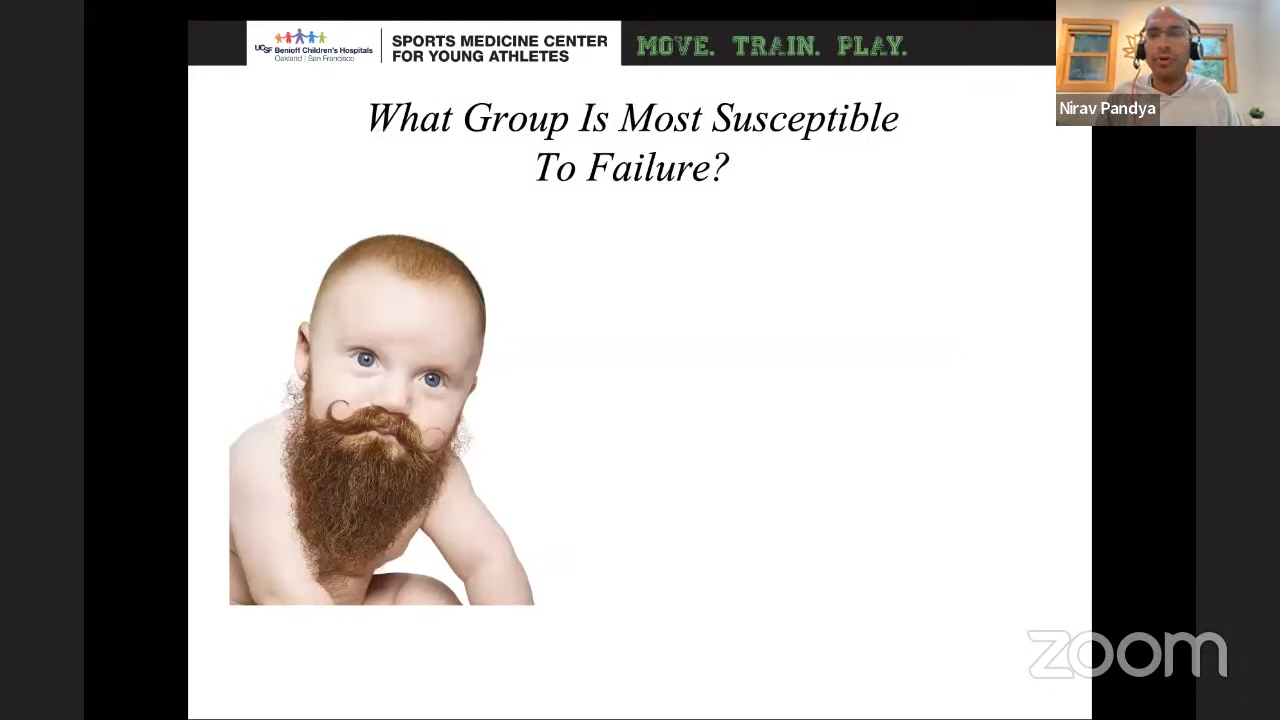 UCSF Benioff Children's Hospitals
Oakland | San Francisco
SPORTS MEDICINE CENTER
FOR YOUNG ATHLETES
MOVE. TRAIN. PLAY.
Nirav Pandya
What Group Is Most Susceptible
To Failure?
zoom